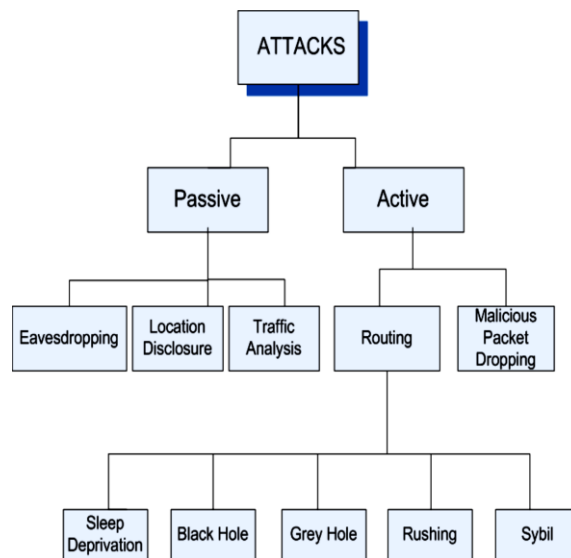 ATTACKS
Passive
Active
Eavesdropping
Location
Disclosure
Traffic
Analysis
Routing
Malicious
Packet
Dropping
Sleep
Deprivation
Black Hole
Grey Hole
Rushing
Sybil